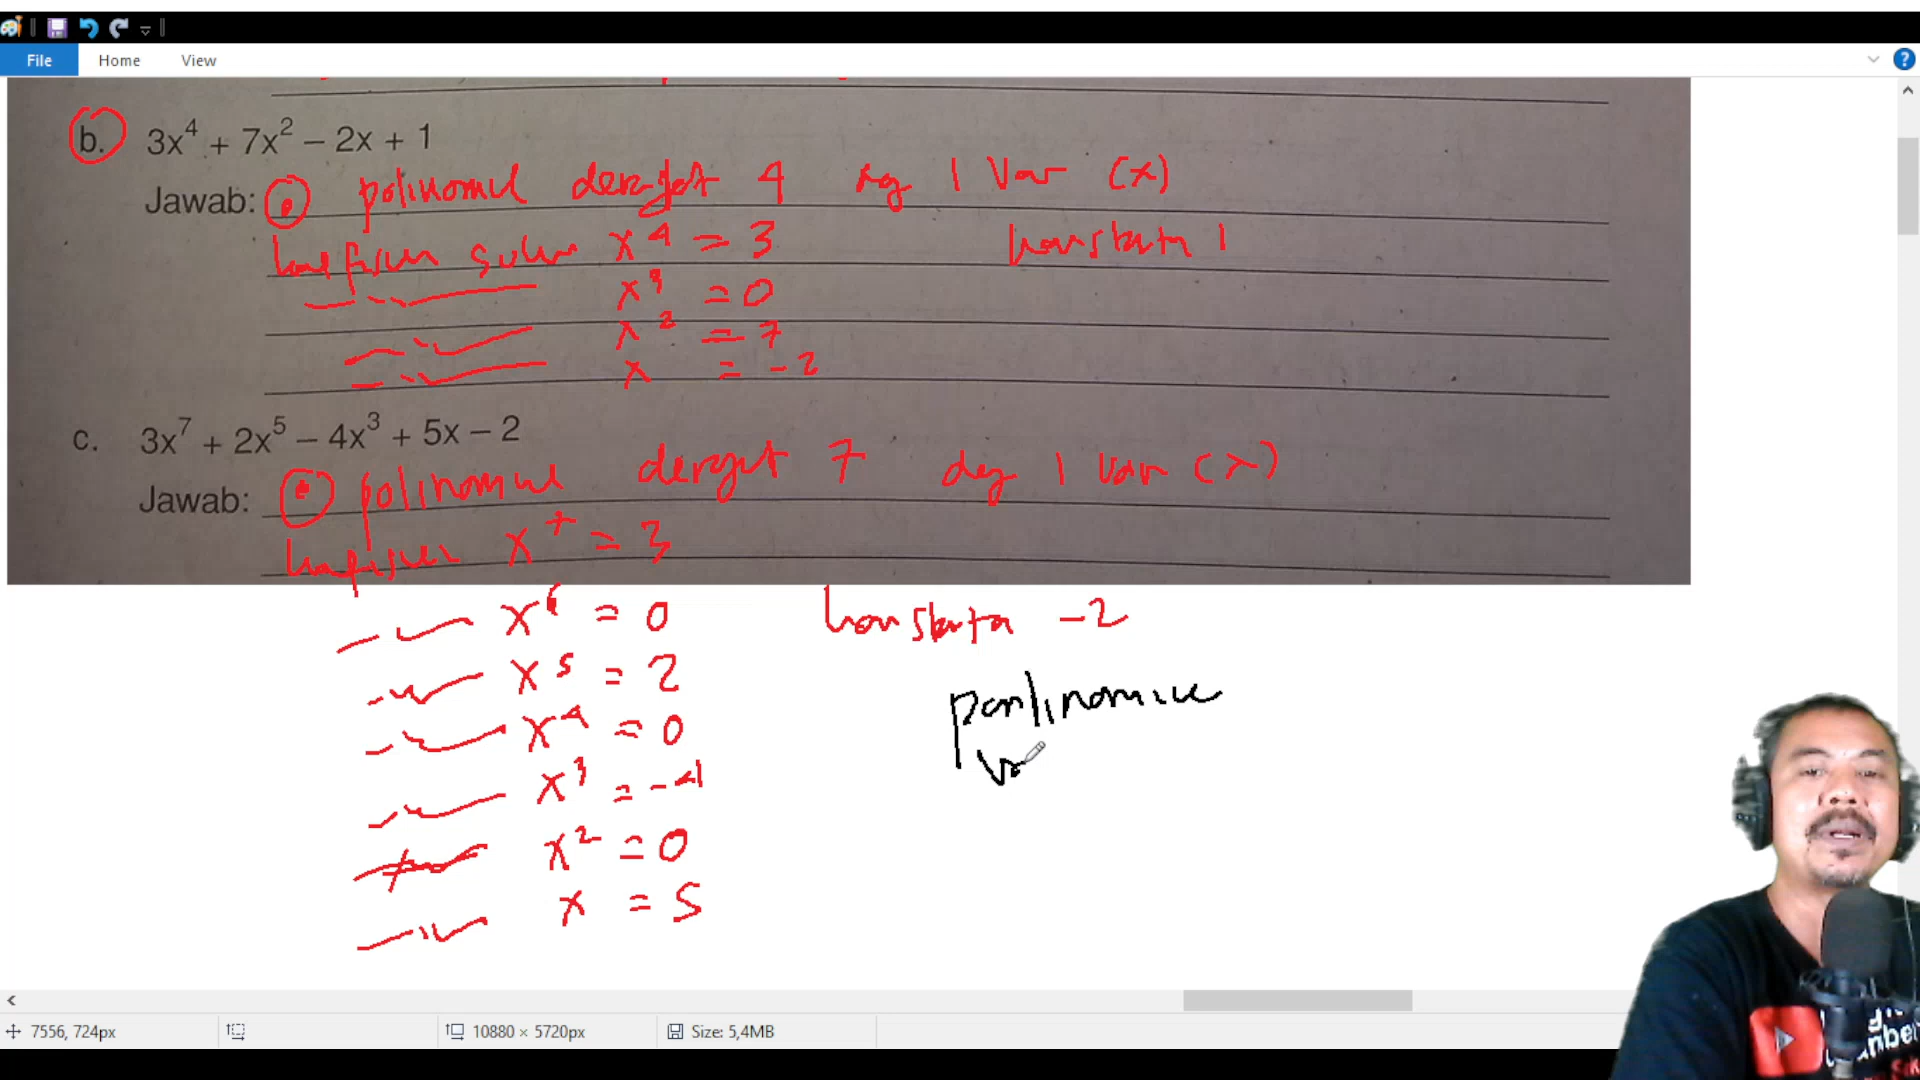 File Home View
b. 3x⁴ + 7x² – 2x + 1
Jawab: polinomial derajat 4 dg 1 Var (x)
koefisien suku x⁴ = 3 konstanta 1
x³ = 0
x² = 7
x = -2
c. 3x⁷ + 2x⁵ – 4x³ + 5x – 2
Jawab: polinomial derajat 7 dg 1 Var (x)
koefisien x⁷ = 3
x⁶ = 0 konstanta -2
x⁵ = 2
x⁴ = 0
x³ = -4
x² = 0
x = 5
7556, 724px 10880 × 5720px Size: 5,4MB